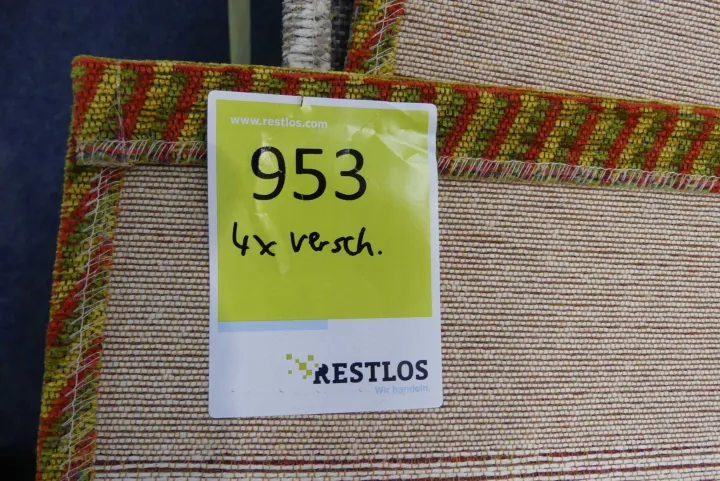 www.restlos.com
953
4x versch.
RESTLOS
Wir handeln.